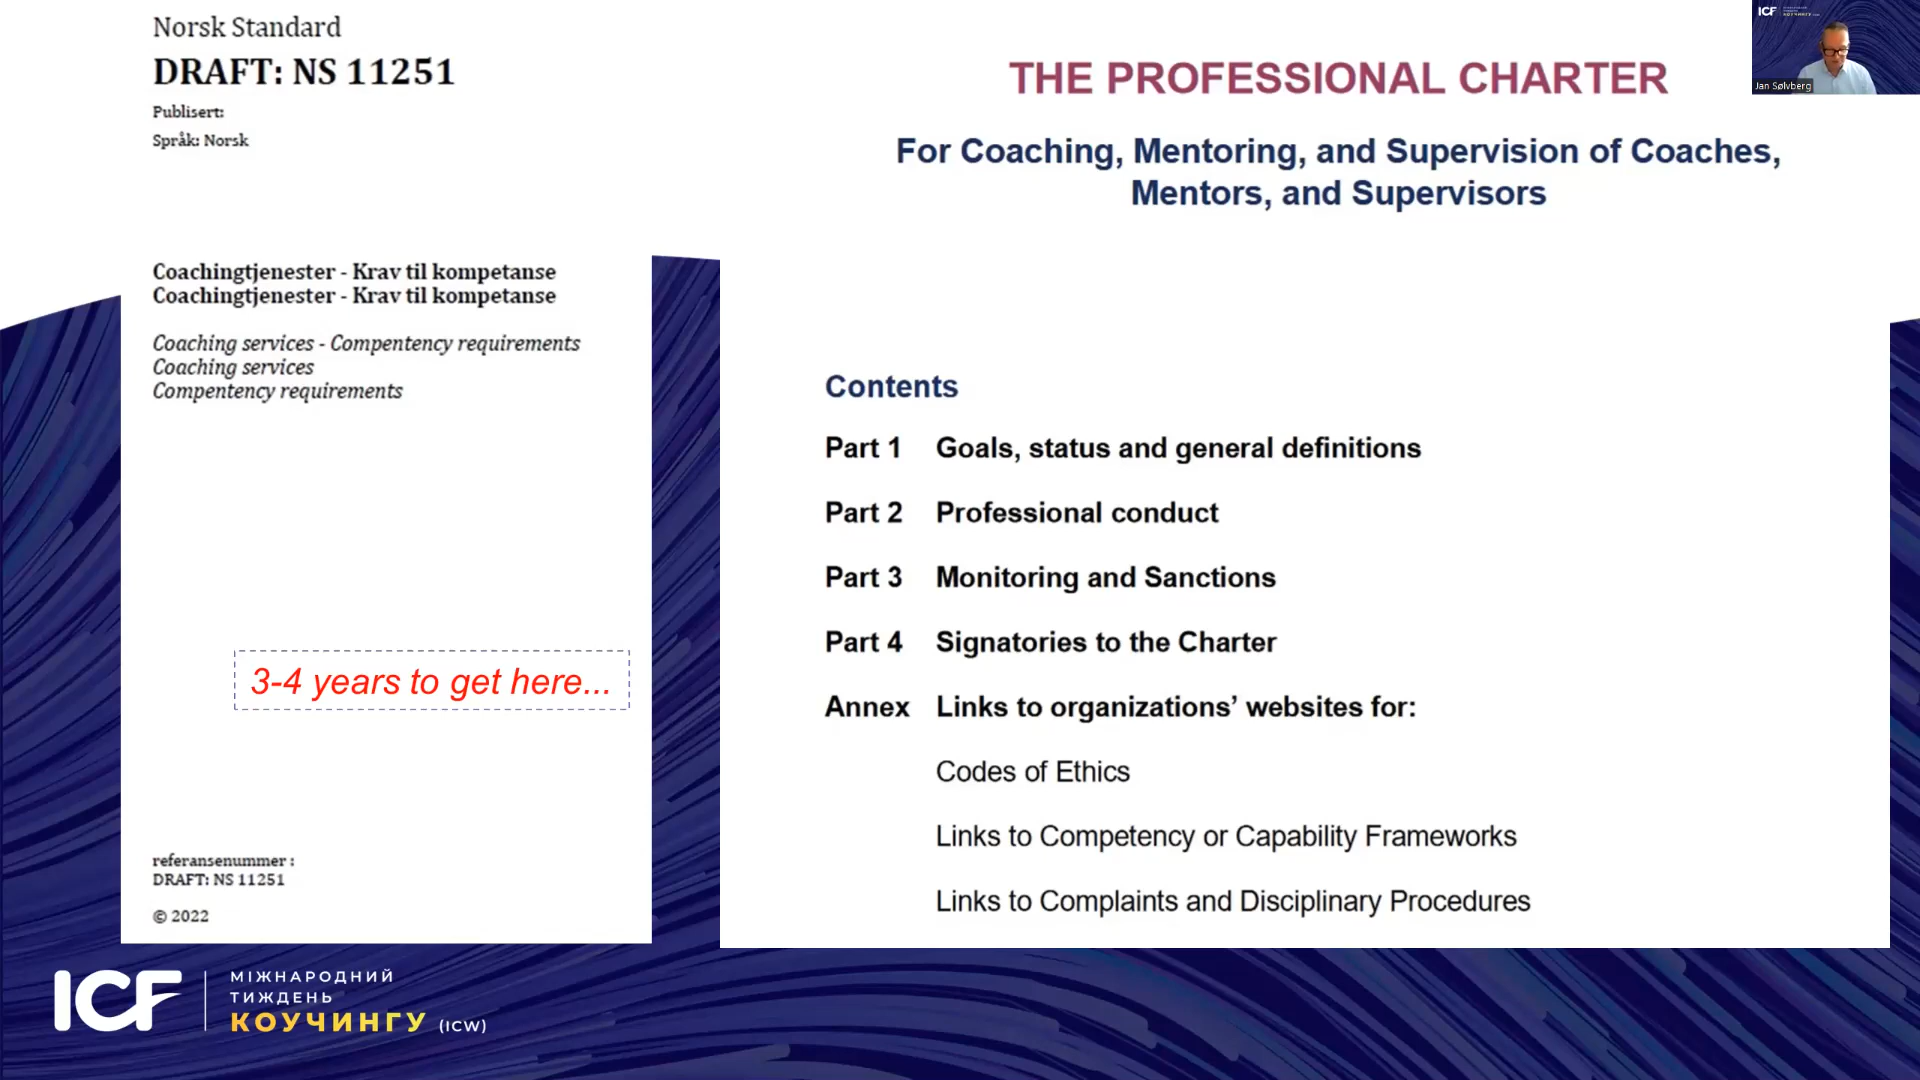 Norsk Standard
DRAFT: NS 11251
Publisert:
Språk: Norsk
Coachingtjenester - Krav til kompetanse
Coachingtjenester - Krav til kompetanse
Coaching services - Compentency requirements
Coaching services
Compentency requirements
3-4 years to get here...
referansenummer :
DRAFT: NS 11251
© 2022
THE PROFESSIONAL CHARTER
For Coaching, Mentoring, and Supervision of Coaches,
Mentors, and Supervisors
Contents
Part 1 Goals, status and general definitions
Part 2 Professional conduct
Part 3 Monitoring and Sanctions
Part 4 Signatories to the Charter
Annex Links to organizations’ websites for:
Codes of Ethics
Links to Competency or Capability Frameworks
Links to Complaints and Disciplinary Procedures
ICF
Jan Sølvberg
ICF
МІЖНАРОДНИЙ
ТИЖДЕНЬ
КОУЧИНГУ (ICW)